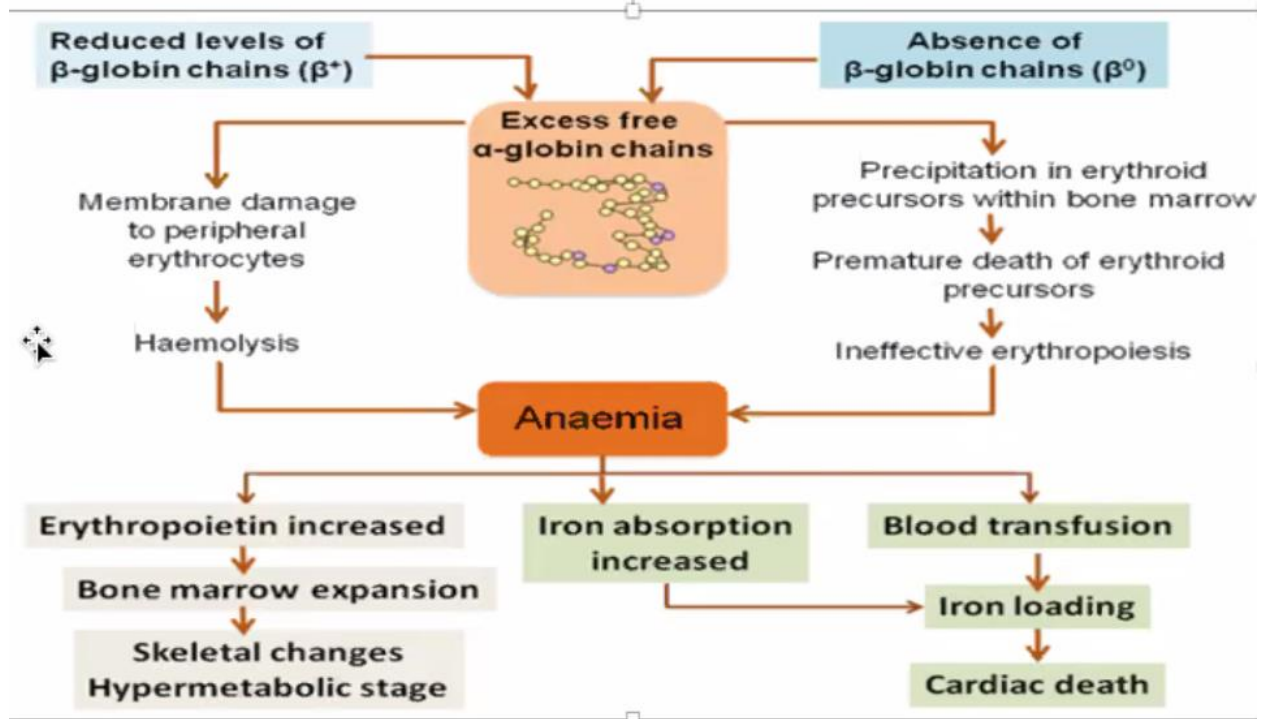 Reduced levels of
β-globin chains (β⁺)
Absence of
β-globin chains (β⁰)
Excess free
α-globin chains
Membrane damage
to peripheral
erythrocytes
Haemolysis
Precipitation in erythroid
precursors within bone marrow
Premature death of erythroid
precursors
Ineffective erythropoiesis
Anaemia
Erythropoietin increased
Bone marrow expansion
Skeletal changes
Hypermetabolic stage
Iron absorption
increased
Blood transfusion
Iron loading
Cardiac death